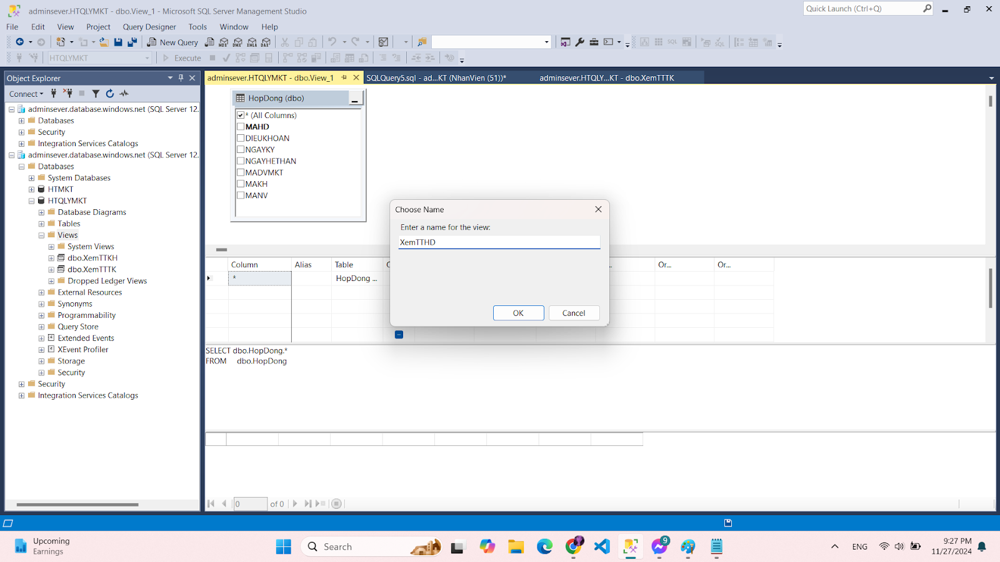 adminsever.HTQLYMKT - dbo.View_1 - Microsoft SQL Server Management Studio
Quick Launch (Ctrl+Q)
File Edit View Project Query Designer Tools Window Help
New Query
MDX DMX XMLA DAX
SQL
HTQLYMKT
Execute
Object Explorer
Connect
adminsever.database.windows.net (SQL Server 12.
Databases
Security
Integration Services Catalogs
adminsever.database.windows.net (SQL Server 12.
Databases
System Databases
HTMKT
HTQLYMKT
Database Diagrams
Tables
Views
System Views
dbo.XemTTKH
dbo.XemTTTK
Dropped Ledger Views
External Resources
Synonyms
Programmability
Query Store
Extended Events
XEvent Profiler
Storage
Security
Security
Integration Services Catalogs
adminsever.HTQLYMKT - dbo.View_1
SQLQuery5.sql - ad...KT (NhanVien (51))*
adminsever.HTQLY...KT - dbo.XemTTTK
HopDong (dbo)
* (All Columns)
MAHD
DIEUKHOAN
NGAYKY
NGAYHETHAN
MADVMKT
MAKH
MANV
Choose Name
Enter a name for the view:
XemTTHD
OK Cancel
Column Alias Table Or... Or...
* HopDong ...
SELECT dbo.HopDong.*
FROM dbo.HopDong
0 of 0
Upcoming
Earnings
Search
9
ENG
9:27 PM
11/27/2024